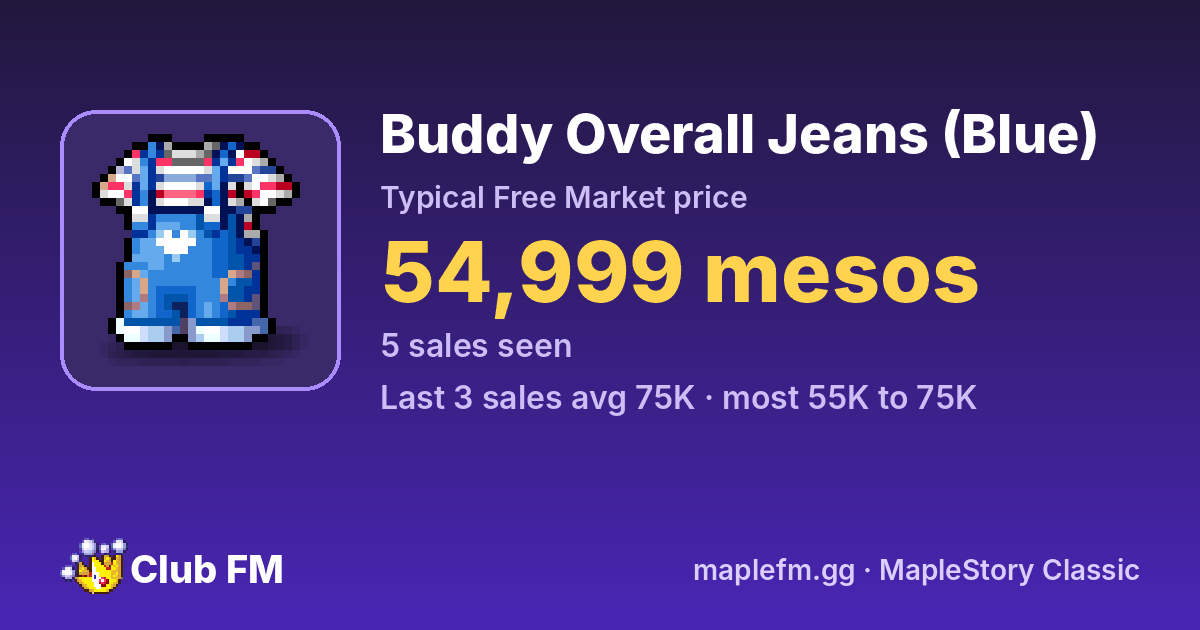 Buddy Overall Jeans (Blue)
Typical Free Market price
54,999 mesos
5 sales seen
Last 3 sales avg 75K · most 55K to 75K
Club FM
maplefm.gg · MapleStory Classic